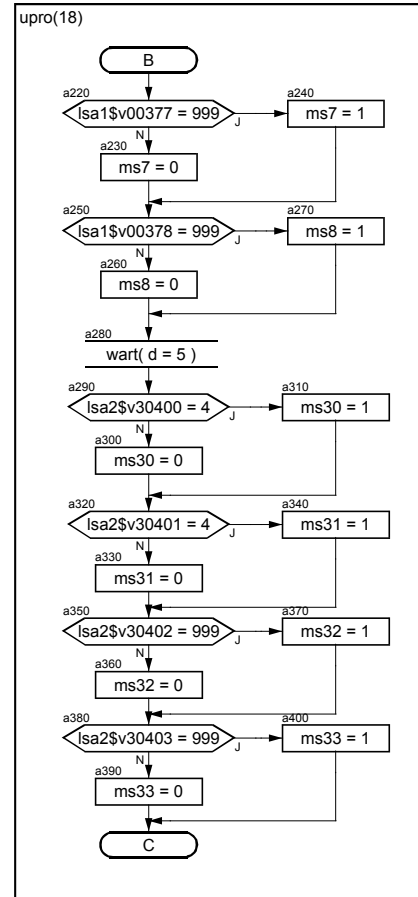 upro(18)
B
a220
lsa1$v00377 = 999
J
N
a240
ms7 = 1
a230
ms7 = 0
a250
lsa1$v00378 = 999
J
N
a270
ms8 = 1
a260
ms8 = 0
a280
wart( d = 5 )
a290
lsa2$v30400 = 4
J
N
a310
ms30 = 1
a300
ms30 = 0
a320
lsa2$v30401 = 4
J
N
a340
ms31 = 1
a330
ms31 = 0
a350
lsa2$v30402 = 999
J
N
a370
ms32 = 1
a360
ms32 = 0
a380
lsa2$v30403 = 999
J
N
a400
ms33 = 1
a390
ms33 = 0
C